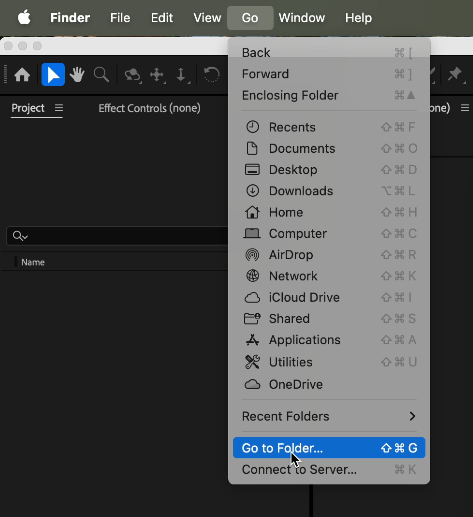 Finder File Edit View Go Window Help
Back ⌘ [
Forward ⌘ ]
Enclosing Folder ⌘ ▲
Project Effect Controls (none) one)
Recents ⇧ ⌘ F
Documents ⇧ ⌘ O
Desktop ⇧ ⌘ D
Downloads ⌥ ⌘ L
Home ⇧ ⌘ H
Computer ⇧ ⌘ C
AirDrop ⇧ ⌘ R
Name
Network ⇧ ⌘ K
iCloud Drive ⇧ ⌘ I
Shared ⇧ ⌘ S
Applications ⇧ ⌘ A
Utilities ⇧ ⌘ U
OneDrive
Recent Folders
Go to Folder... ⇧ ⌘ G
Connect to Server... ⌘ K